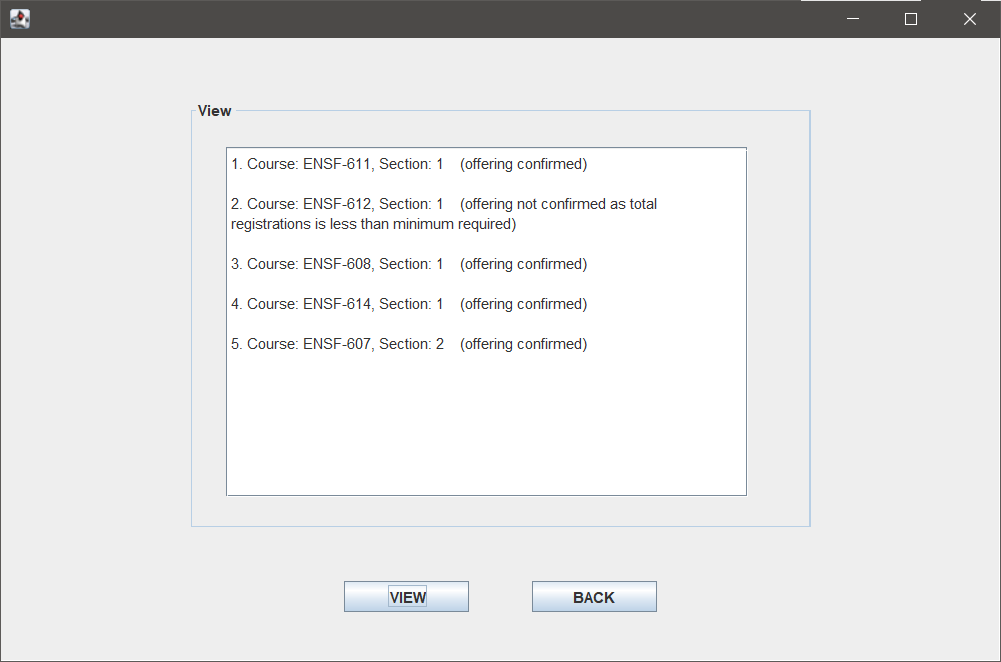 View
1. Course: ENSF-611, Section: 1    (offering confirmed)
2. Course: ENSF-612, Section: 1    (offering not confirmed as total
registrations is less than minimum required)
3. Course: ENSF-608, Section: 1    (offering confirmed)
4. Course: ENSF-614, Section: 1    (offering confirmed)
5. Course: ENSF-607, Section: 2    (offering confirmed)
VIEW
BACK